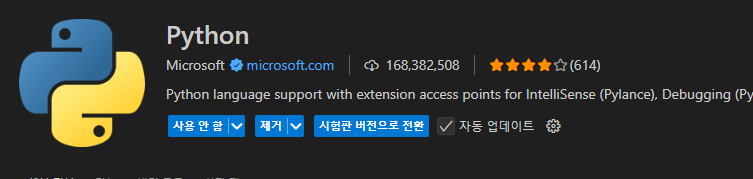 Python
Microsoft microsoft.com 168,382,508 (614)
Python language support with extension access points for IntelliSense (Pylance), Debugging (Py
사용 안 함 제거 시험판 버전으로 전환 자동 업데이트